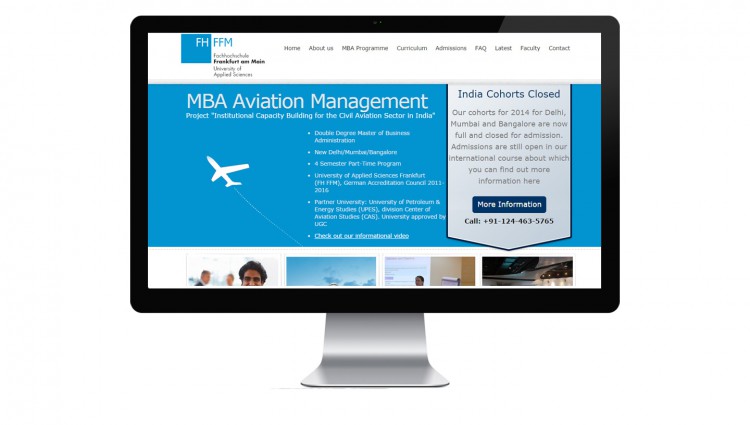 FH FFM
Fachhochschule
Frankfurt am Main
University of
Applied Sciences
Home About us MBA Programme Curriculum Admissions FAQ Latest Faculty Contact
MBA Aviation Management
Project "Institutional Capacity Building for the Civil Aviation Sector in India"
• Double Degree Master of Business
Administration
• New Delhi/Mumbai/Bangalore
• 4 Semester Part-Time Program
• University of Applied Sciences Frankfurt
(FH FFM), German Accreditation Council 2011-
2016
• Partner University: University of Petroleum &
Energy Studies (UPES), division Center of
Aviation Studies (CAS). University approved by
UGC
• Check out our informational video
India Cohorts Closed
Our cohorts for 2014 for Delhi,
Mumbai and Bangalore are now
full and closed for admission.
Admissions are still open in our
international course about which
you can find out more
information here
More Information
Call: +91-124-463-5765